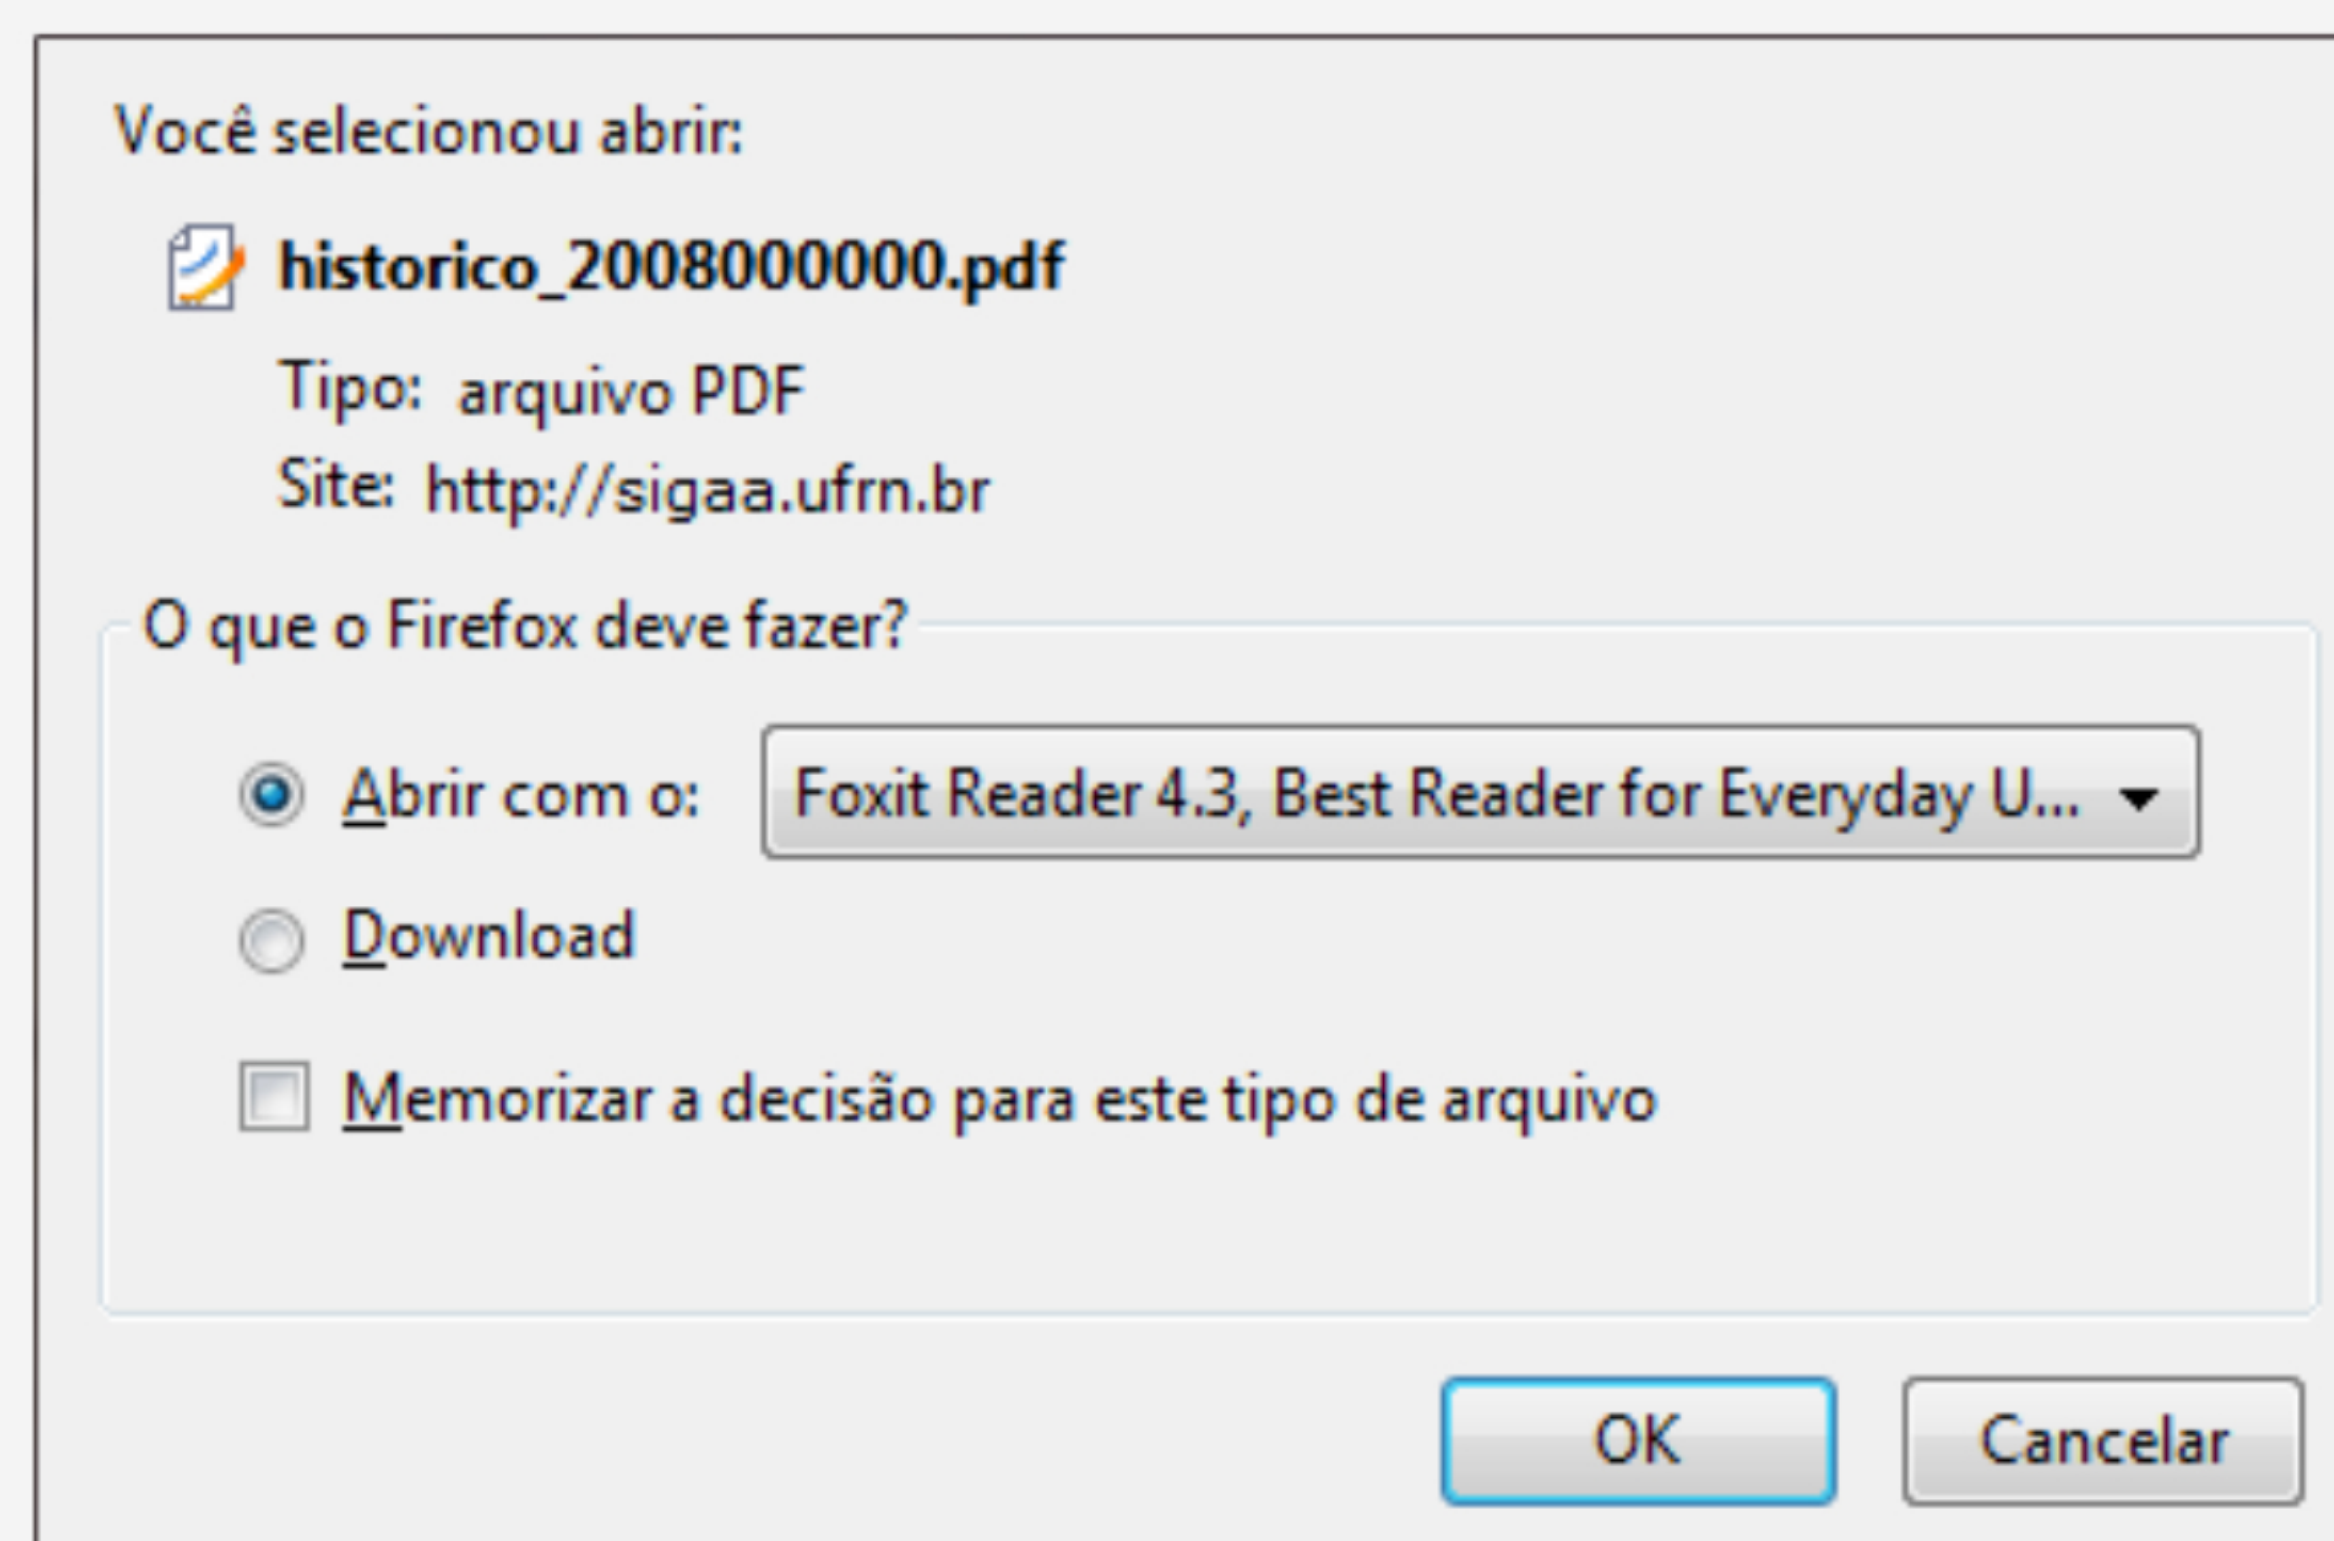 Você selecionou abrir:
historico_2008000000.pdf
Tipo: arquivo PDF
Site: http://sigaa.ufrn.br
O que o Firefox deve fazer?
Abrir com o: Foxit Reader 4.3, Best Reader for Everyday U...
Download
Memorizar a decisão para este tipo de arquivo
OK Cancelar